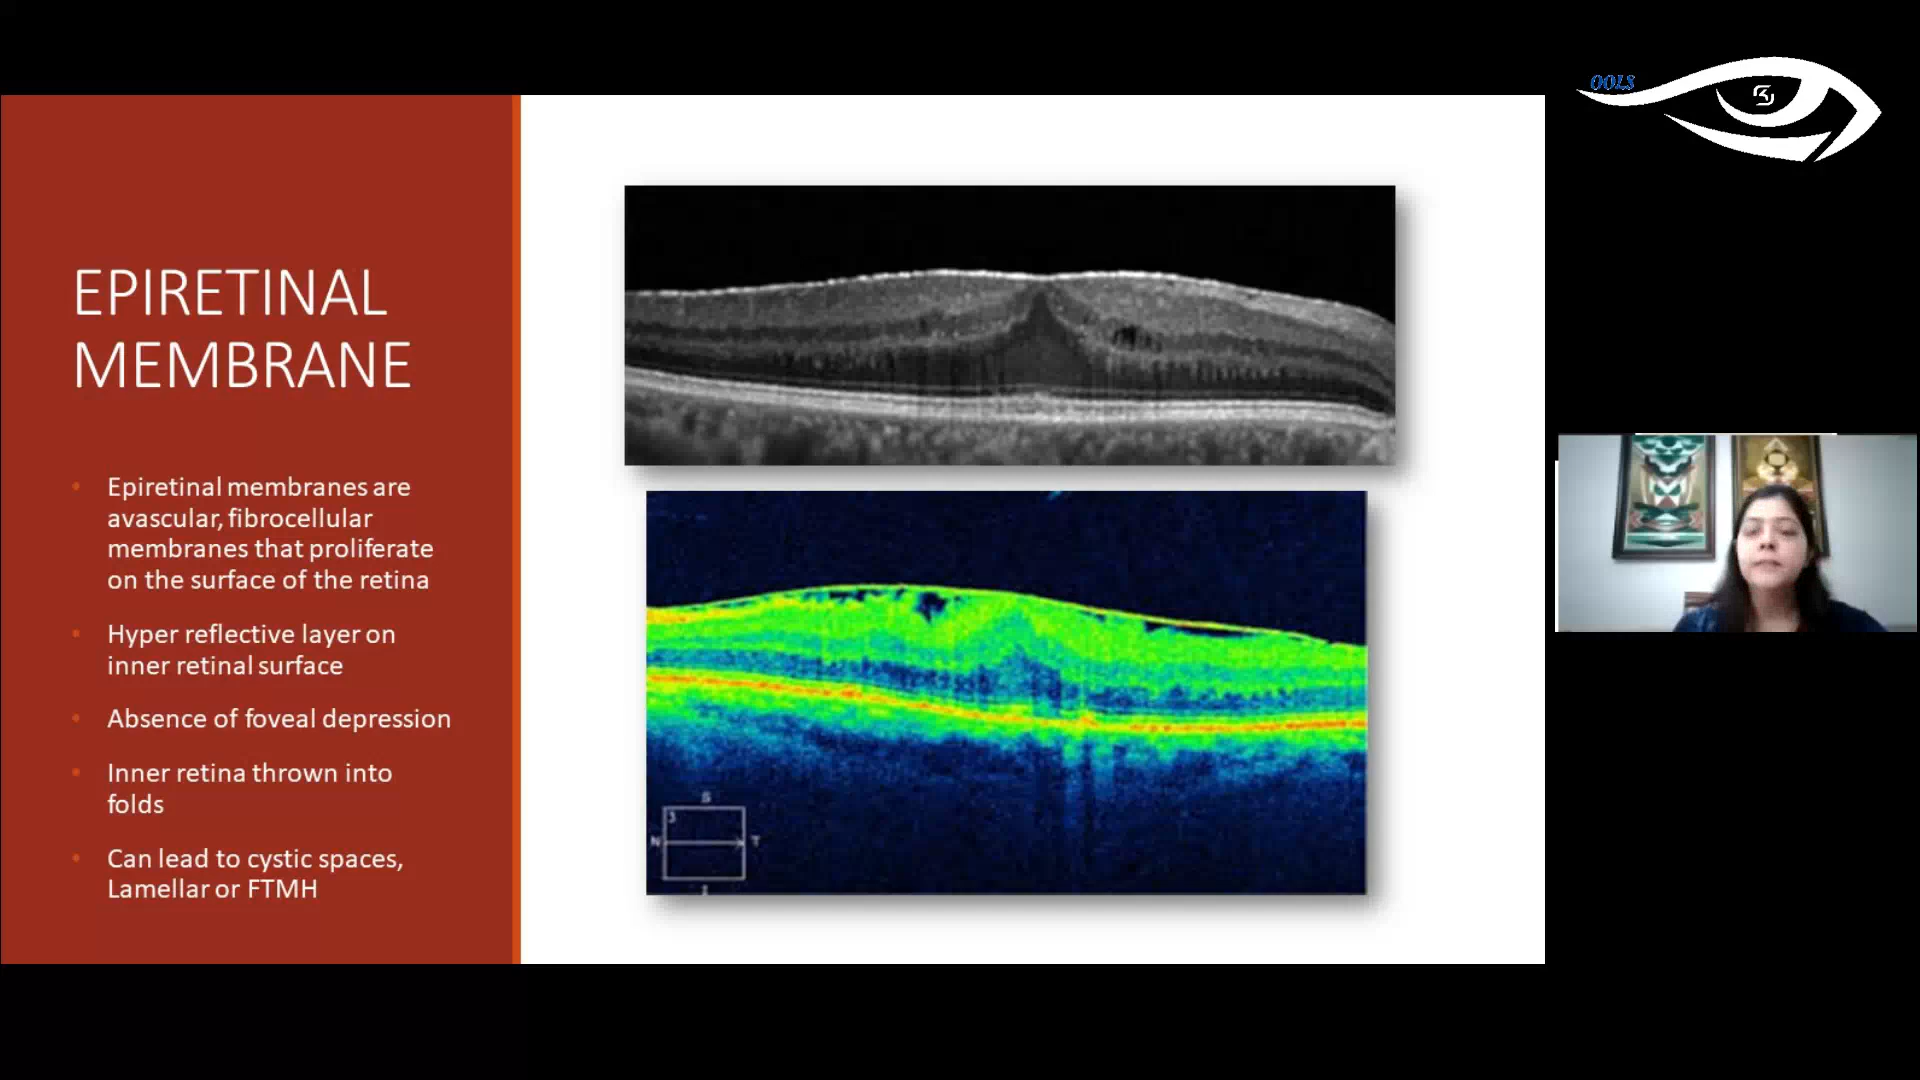 OOLS
EPIRETINAL
MEMBRANE
Epiretinal membranes are
avascular, fibrocellular
membranes that proliferate
on the surface of the retina
Hyper reflective layer on
inner retinal surface
Absence of foveal depression
Inner retina thrown into
folds
Can lead to cystic spaces,
Lamellar or FTMH
S
3
N T
I